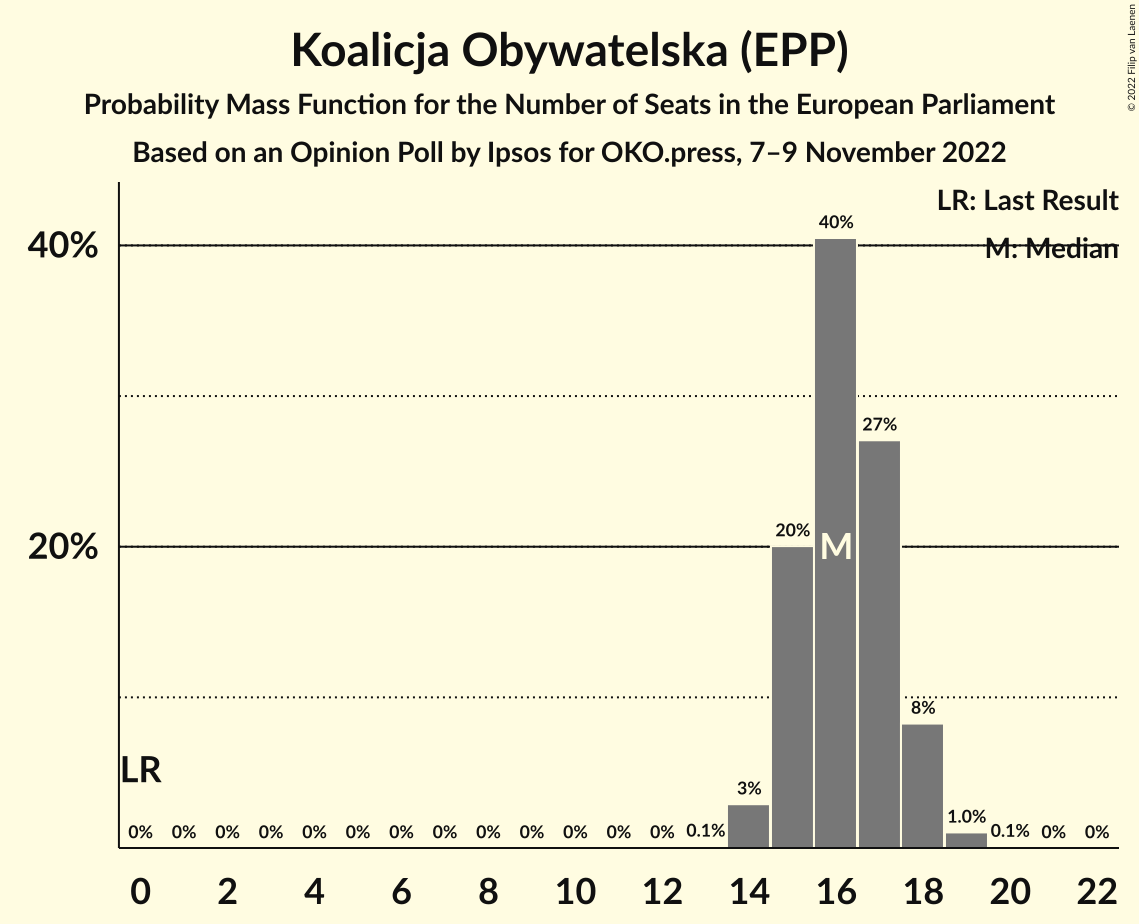 Koalicja Obywatelska (EPP)
Probability Mass Function for the Number of Seats in the European Parliament
Based on an Opinion Poll by Ipsos for OKO.press, 7–9 November 2022
© 2022 Filip van Laenen
LR: Last Result
M: Median
40%
20%
40%
27%
20%
M
8%
3%
1.0%
LR
0% 0% 0% 0% 0% 0% 0% 0% 0% 0% 0% 0% 0% 0.1% 0.1% 0% 0%
0 2 4 6 8 10 12 14 16 18 20 22